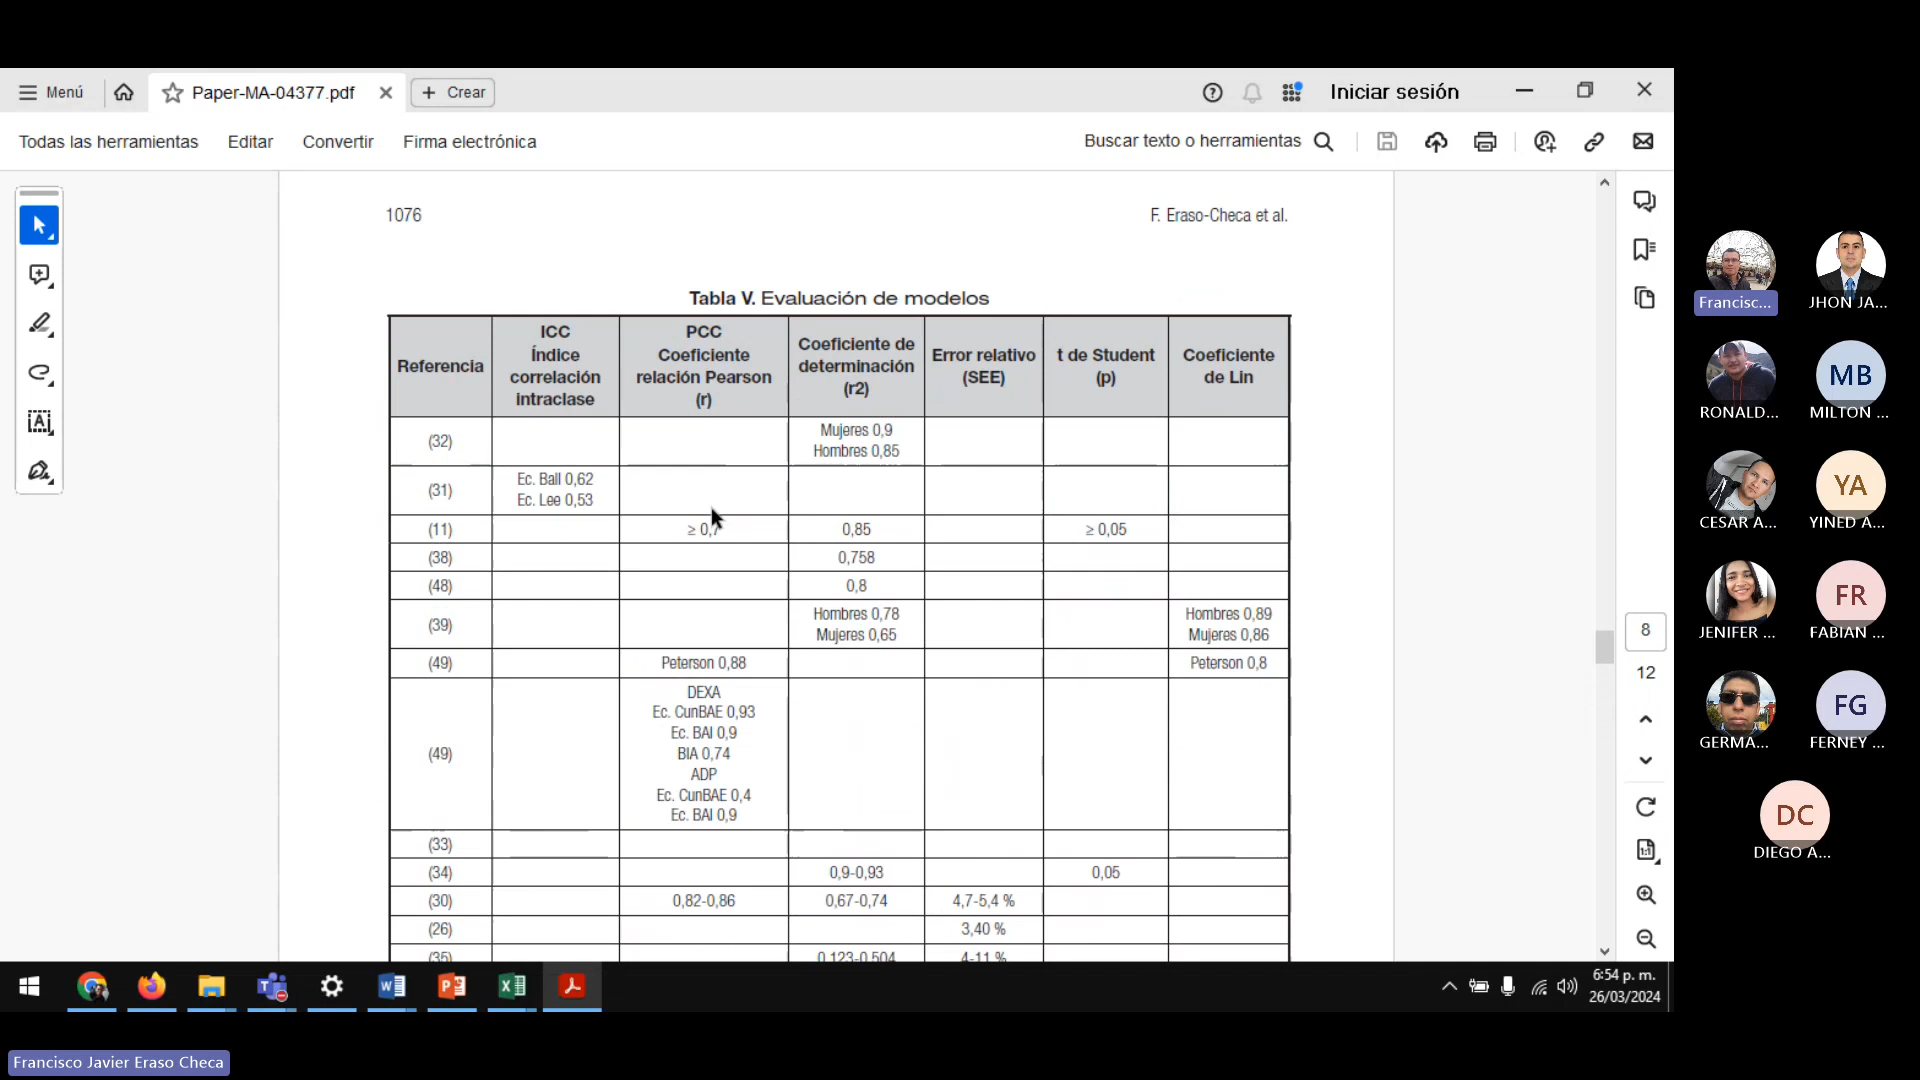 Menú
Paper-MA-04377.pdf
Crear
Iniciar sesión
Todas las herramientas
Editar
Convertir
Firma electrónica
Buscar texto o herramientas
1076
F. Eraso-Checa et al.
Tabla V. Evaluación de modelos
Referencia
ICC
Índice
correlación
intraclase
PCC
Coeficiente
relación Pearson
(r)
Coeficiente de
determinación
(r2)
Error relativo
(SEE)
t de Student
(p)
Coeficiente
de Lin
(32)
Mujeres 0,9
Hombres 0,85
(31)
Ec. Ball 0,62
Ec. Lee 0,53
(11)
≥ 0,7
0,85
≥ 0,05
(38)
0,758
(48)
0,8
(39)
Hombres 0,78
Mujeres 0,65
Hombres 0,89
Mujeres 0,86
(49)
Peterson 0,88
Peterson 0,8
(49)
DEXA
Ec. CunBAE 0,93
Ec. BAI 0,9
BIA 0,74
ADP
Ec. CunBAE 0,4
Ec. BAI 0,9
(33)
(34)
0,9-0,93
0,05
(30)
0,82-0,86
0,67-0,74
4,7-5,4 %
(26)
3,40 %
(35)
0,123-0,504
4-11 %
8
12
1:1
6:54 p. m.
26/03/2024
Francisc...
JHON JA...
RONALD...
MB
MILTON ...
CESAR A...
YA
YINED A...
JENIFER ...
FR
FABIAN ...
GERMA...
FG
FERNEY ...
DC
DIEGO A...
Francisco Javier Eraso Checa